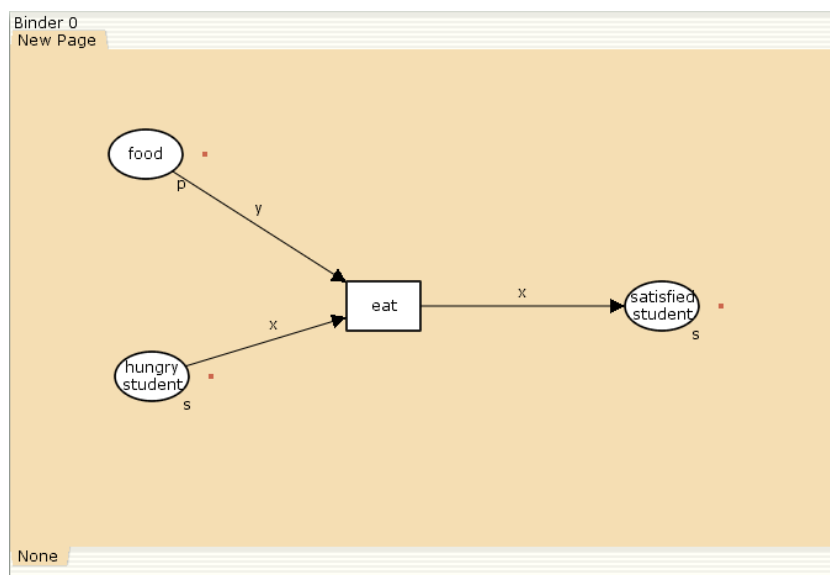 Binder 0
New Page
food
p
y
eat
x
satisfied
student
s
x
hungry
student
s
None